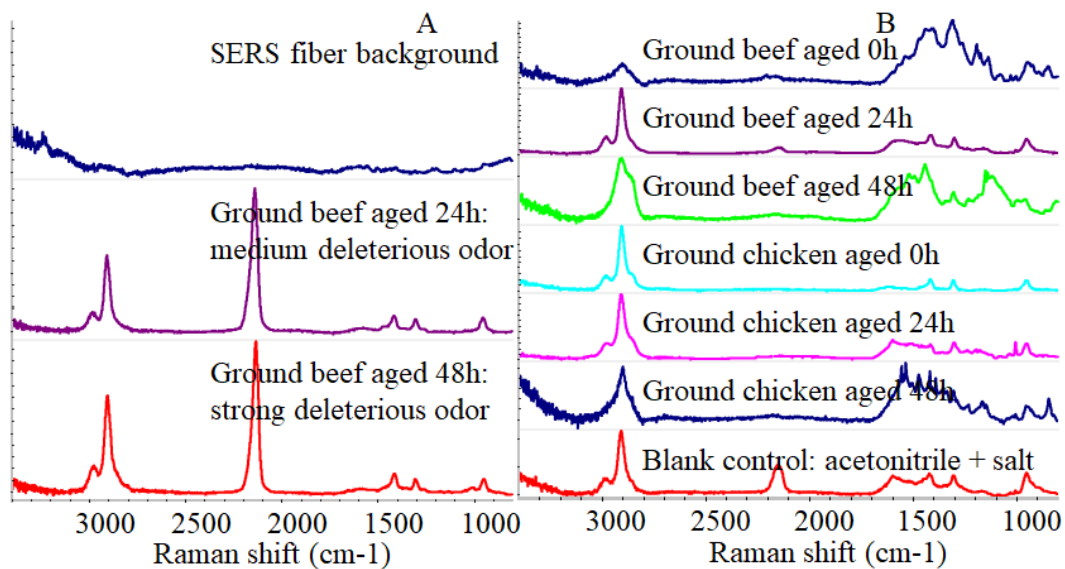 A
SERS fiber background
Ground beef aged 24h:
medium deleterious odor
Ground beef aged 48h:
strong deleterious odor
3000 2500 2000 1500 1000
Raman shift (cm-1)
B
Ground beef aged 0h
Ground beef aged 24h
Ground beef aged 48h
Ground chicken aged 0h
Ground chicken aged 24h
Ground chicken aged 48h
Blank control: acetonitrile + salt
3000 2500 2000 1500 1000
Raman shift (cm-1)